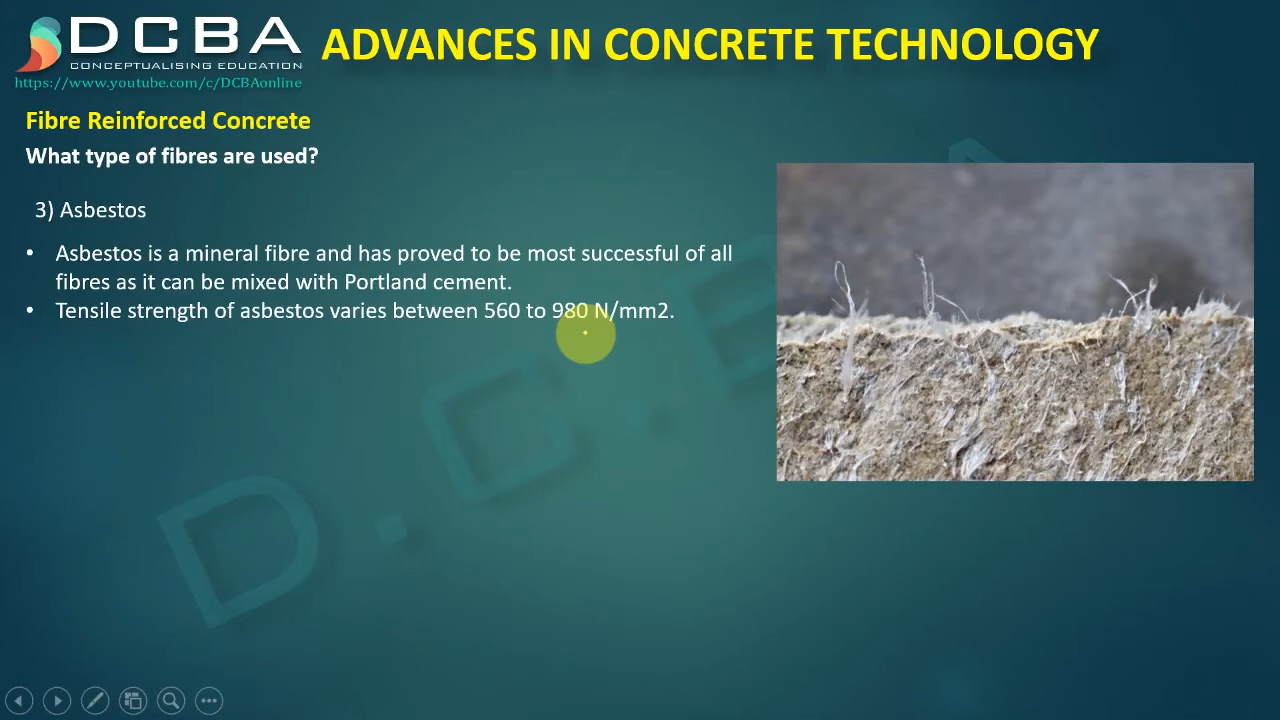 DCBA
CONCEPTUALISING EDUCATION
https://www.youtube.com/c/DCBAonline
ADVANCES IN CONCRETE TECHNOLOGY
Fibre Reinforced Concrete
What type of fibres are used?
3) Asbestos
• Asbestos is a mineral fibre and has proved to be most successful of all
fibres as it can be mixed with Portland cement.
• Tensile strength of asbestos varies between 560 to 980 N/mm2.
D.C.B.A